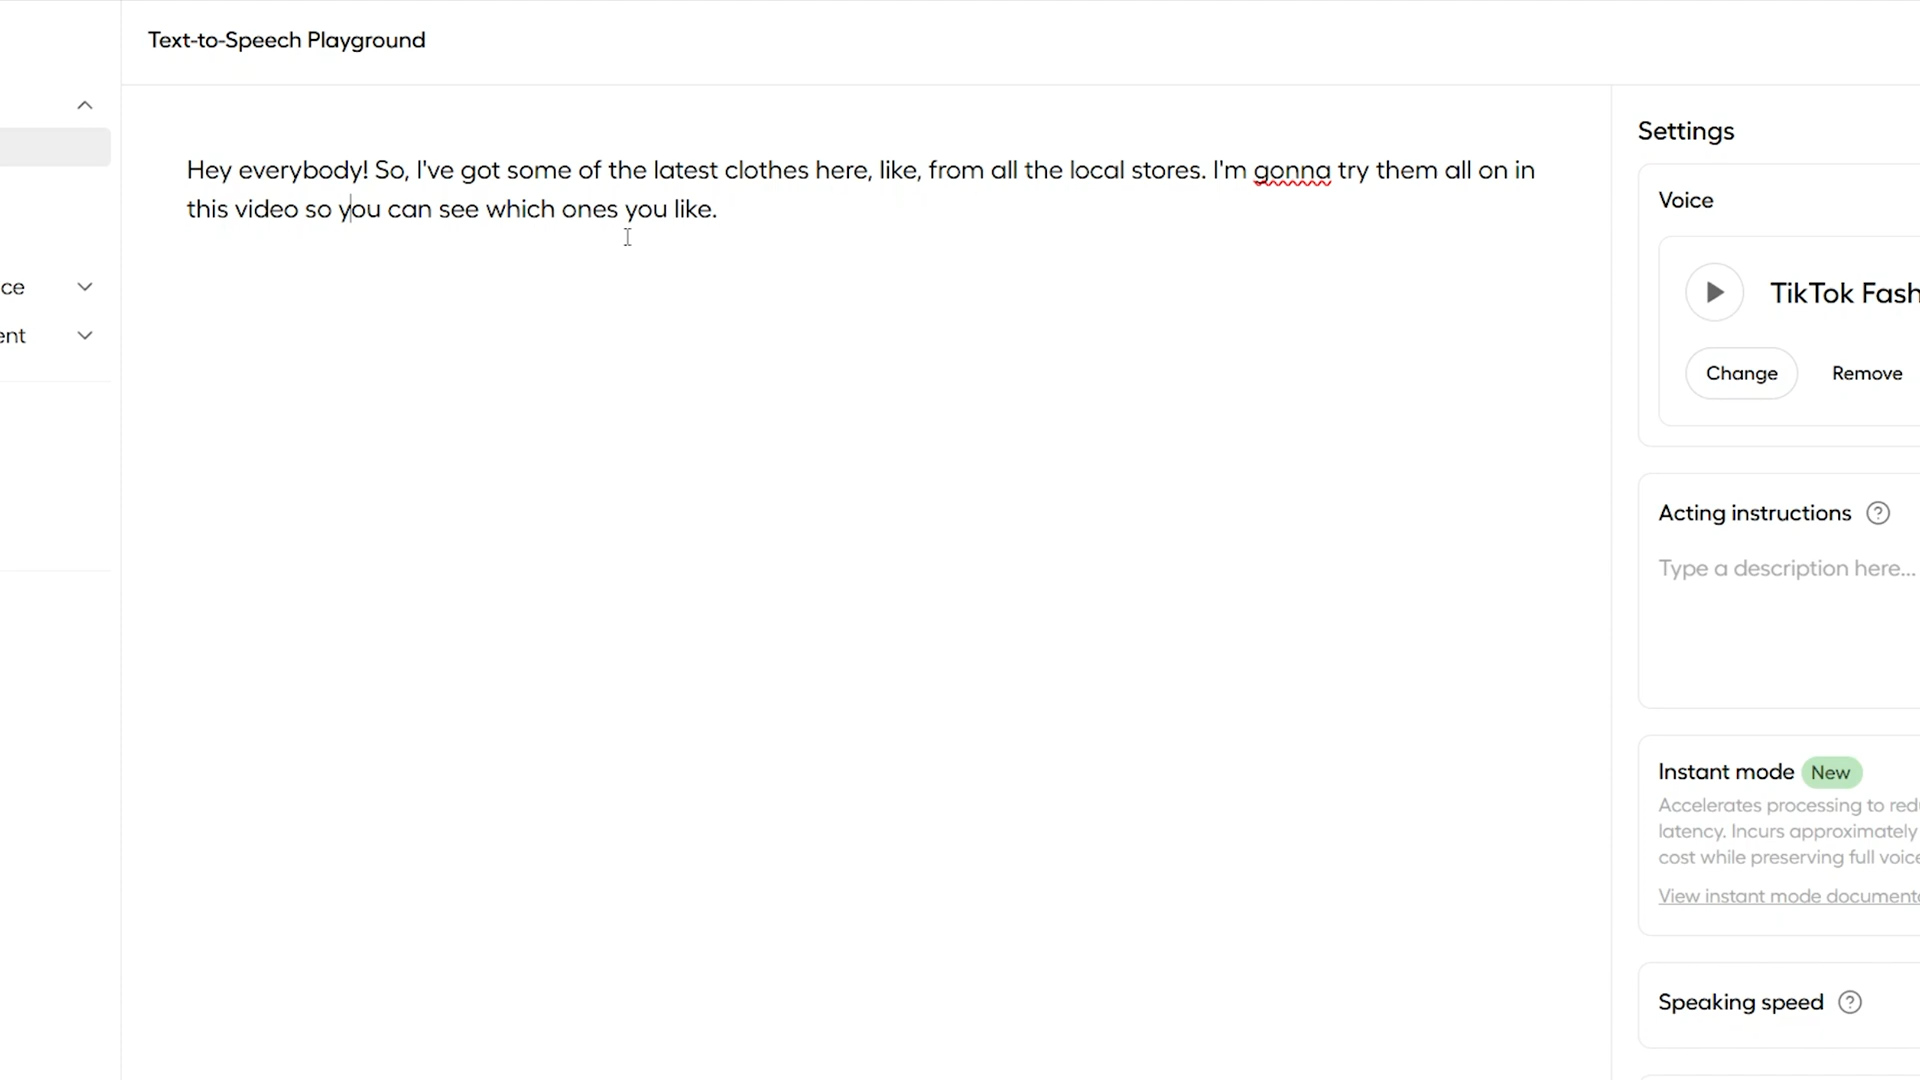 Text-to-Speech Playground
Hey everybody! So, I've got some of the latest clothes here, like, from all the local stores. I'm gonna try them all on in
this video so you can see which ones you like.
ce
ent
Settings
Voice
TikTok Fash
Change Remove
Acting instructions
Type a description here...
Instant mode New
Accelerates processing to redu
latency. Incurs approximately
cost while preserving full voice
View instant mode documenta
Speaking speed